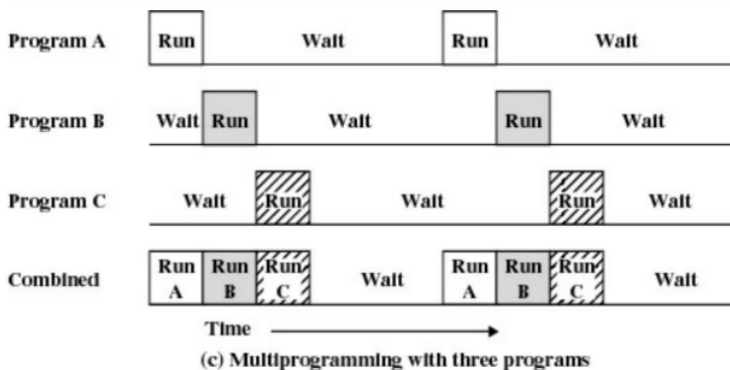 Program A Run Wait Run Wait
Program B Wait Run Wait Run Wait
Program C Wait Run Wait Run Wait
Combined Run A Run B Run C Wait Run A Run B Run C Wait
Time
(c) Multiprogramming with three programs